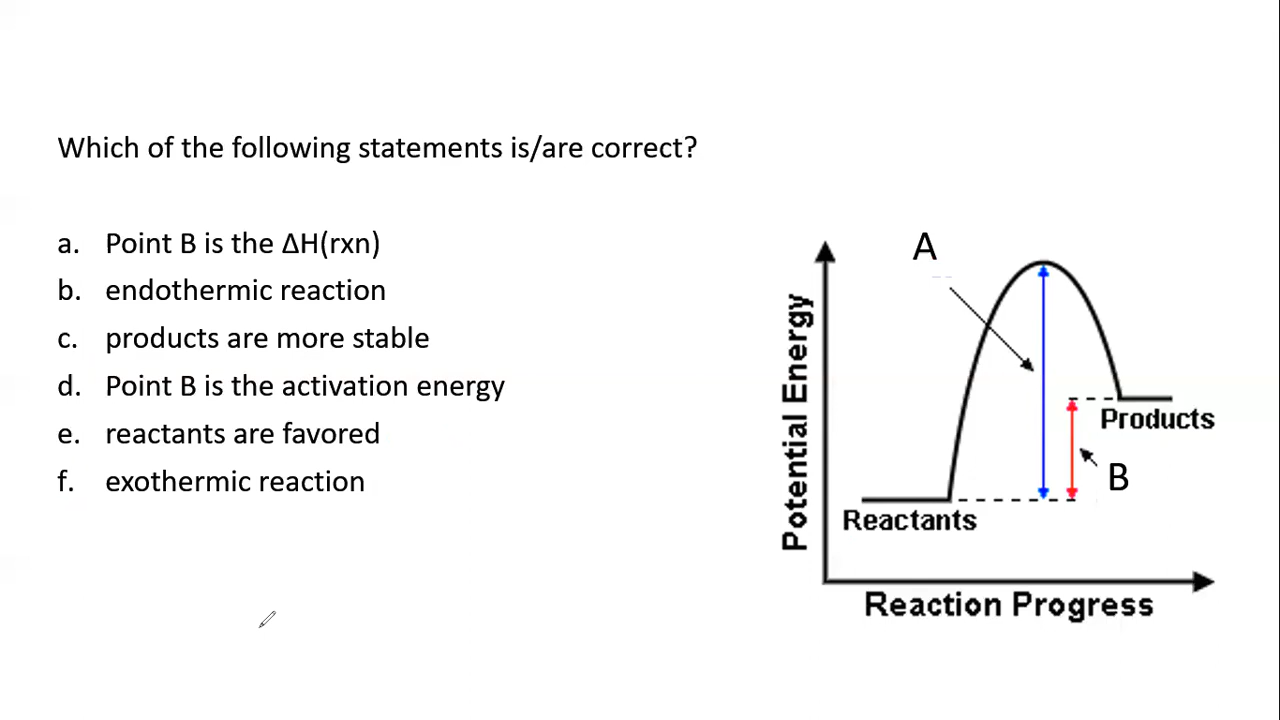 Which of the following statements is/are correct?
a. Point B is the ΔH(rxn)
b. endothermic reaction
c. products are more stable
d. Point B is the activation energy
e. reactants are favored
f. exothermic reaction
A
Potential Energy
Products
B
Reactants
Reaction Progress